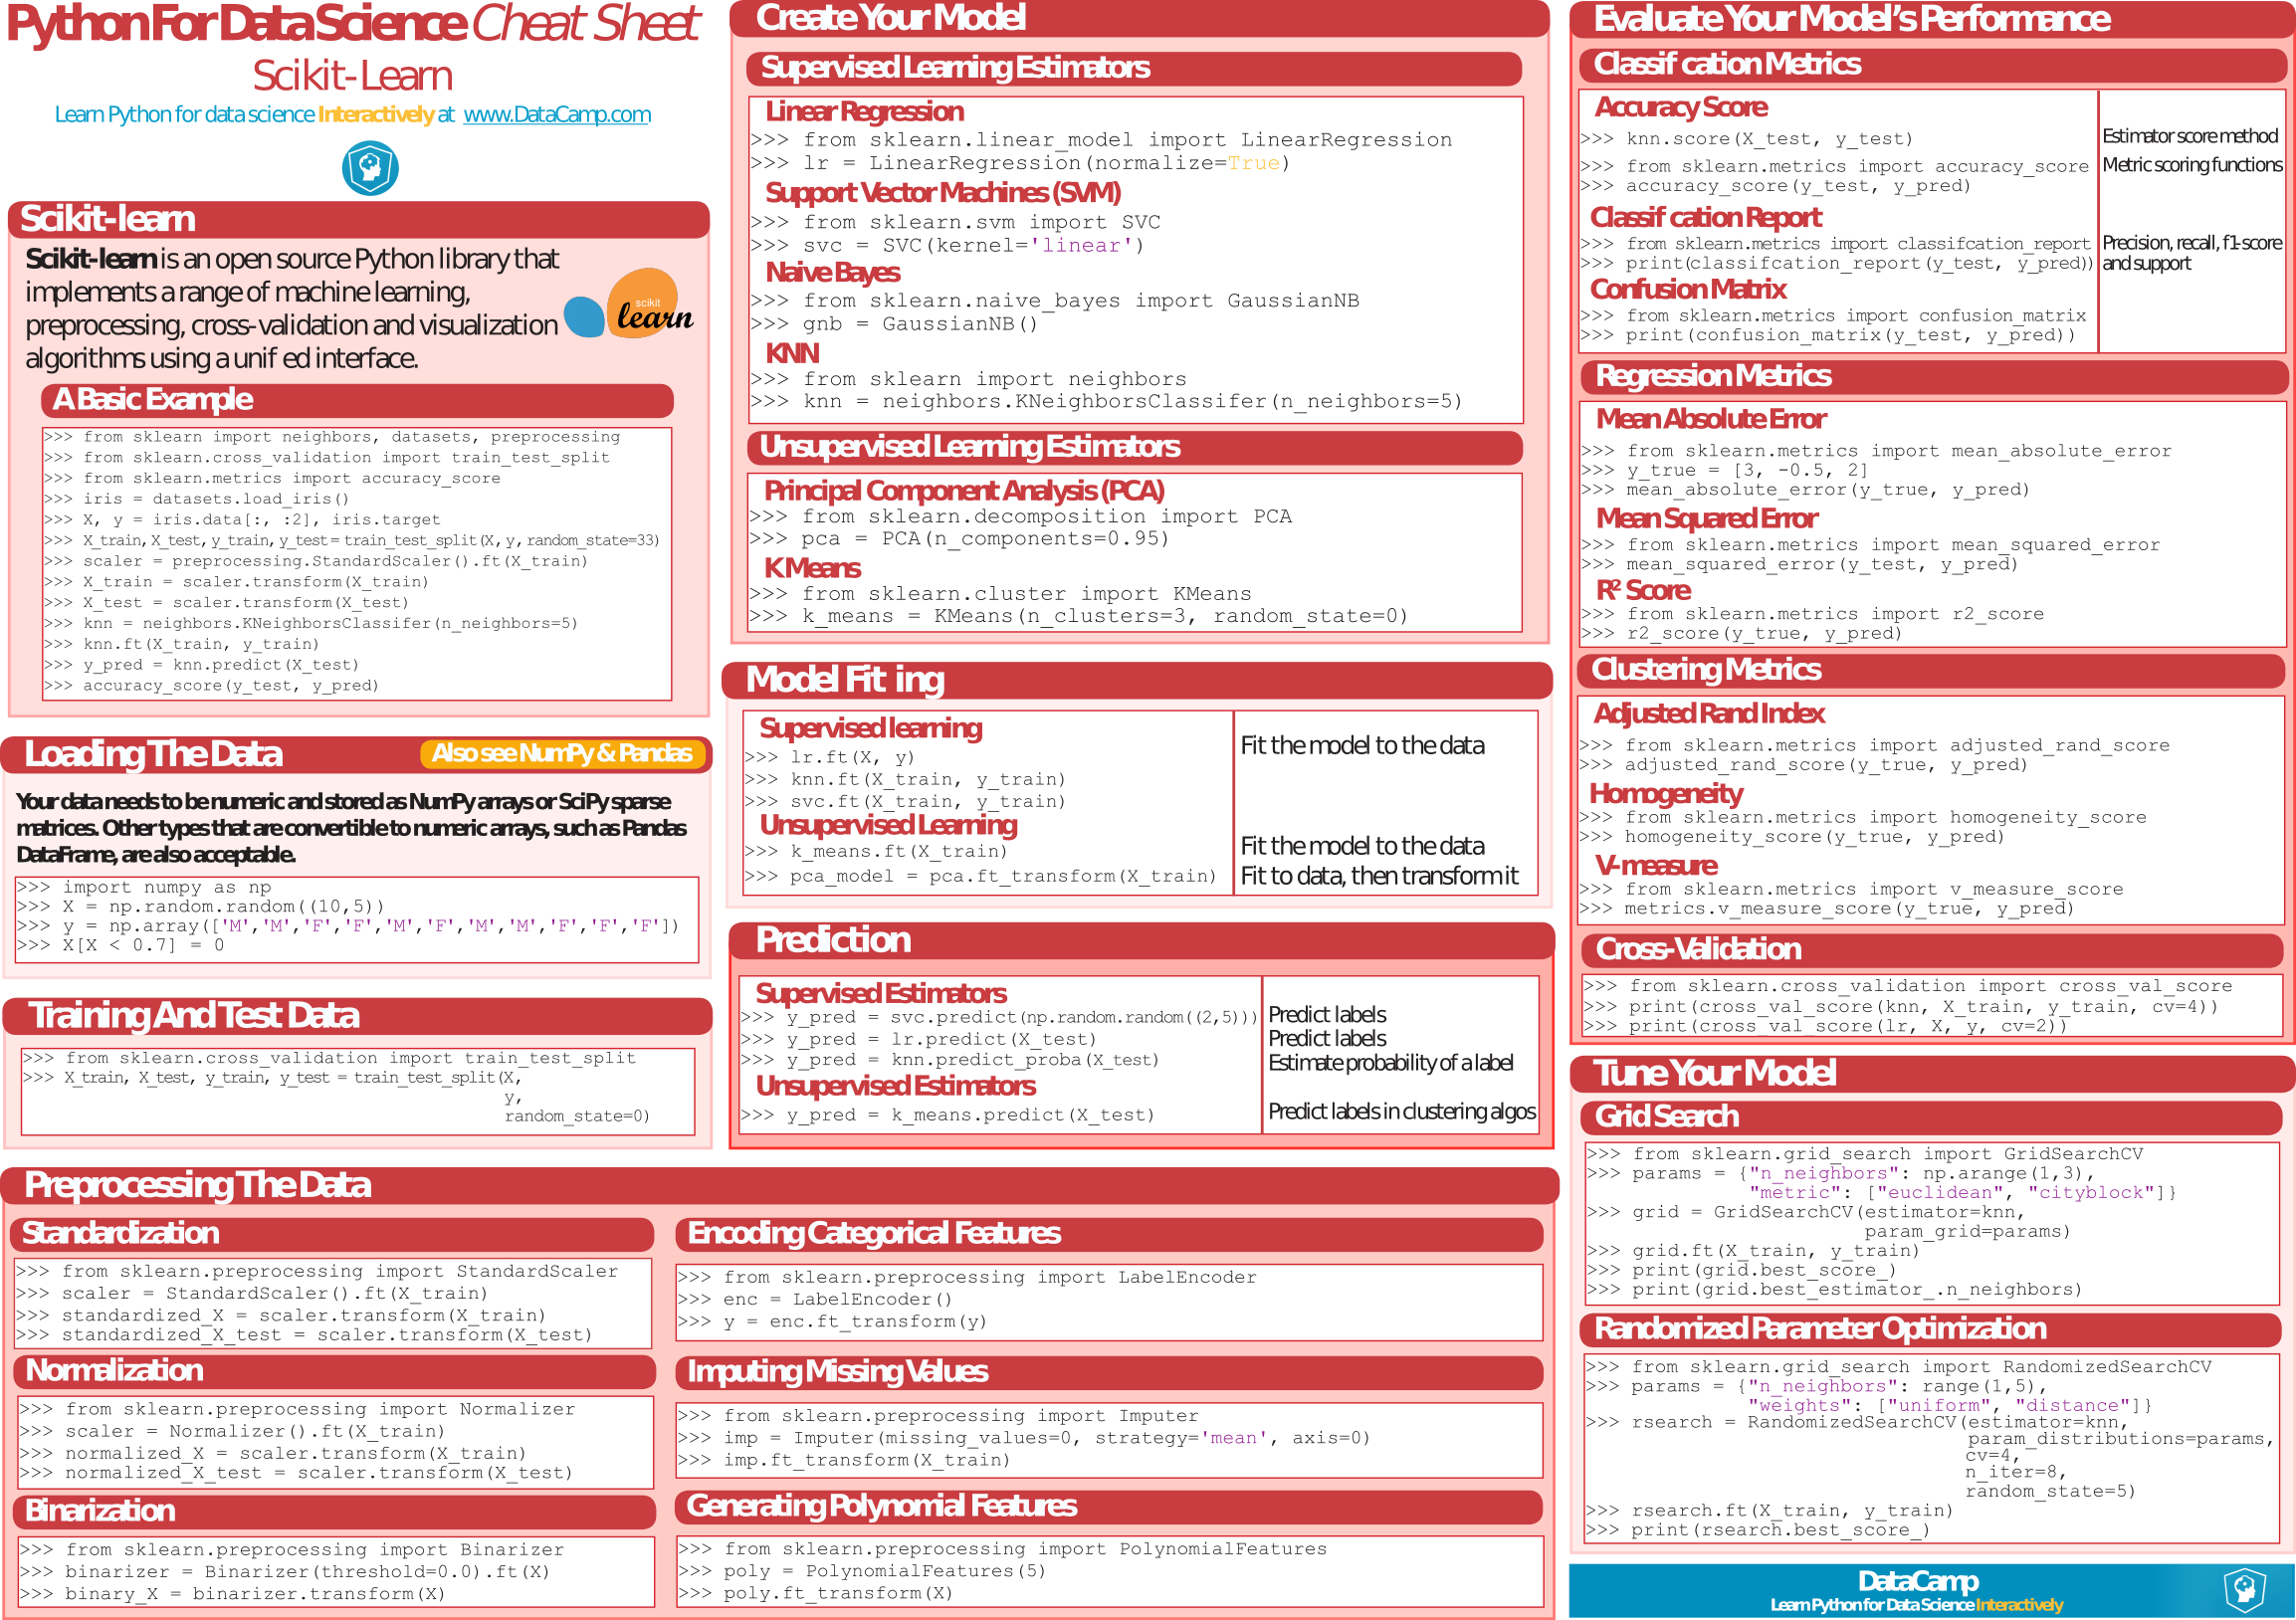 Python For Data Science Cheat Sheet
Scikit-Learn
Learn Python for data science Interactively at www.DataCamp.com
Scikit-learn
Scikit-learn is an open source Python library that
implements a range of machine learning,
preprocessing, cross-validation and visualization
algorithms using a unif ed interface.
scikit
learn
A Basic Example
>>> from sklearn import neighbors, datasets, preprocessing
>>> from sklearn.cross_validation import train_test_split
>>> from sklearn.metrics import accuracy_score
>>> iris = datasets.load_iris()
>>> X, y = iris.data[:, :2], iris.target
>>> X_train, X_test, y_train, y_test = train_test_split(X, y, random_state=33)
>>> scaler = preprocessing.StandardScaler().ft(X_train)
>>> X_train = scaler.transform(X_train)
>>> X_test = scaler.transform(X_test)
>>> knn = neighbors.KNeighborsClassifer(n_neighbors=5)
>>> knn.ft(X_train, y_train)
>>> y_pred = knn.predict(X_test)
>>> accuracy_score(y_test, y_pred)
Loading The Data
Also see NumPy & Pandas
Your data needs to be numeric and stored as NumPy arrays or SciPy sparse
matrices. Other types that are convertible to numeric arrays, such as Pandas
DataFrame, are also acceptable.
>>> import numpy as np
>>> X = np.random.random((10,5))
>>> y = np.array(['M','M','F','F','M','F','M','M','F','F','F'])
>>> X[X < 0.7] = 0
Training And Test Data
>>> from sklearn.cross_validation import train_test_split
>>> X_train, X_test, y_train, y_test = train_test_split(X,
y,
random_state=0)
Create Your Model
Supervised Learning Estimators
Linear Regression
>>> from sklearn.linear_model import LinearRegression
>>> lr = LinearRegression(normalize=True)
Support Vector Machines (SVM)
>>> from sklearn.svm import SVC
>>> svc = SVC(kernel='linear')
Naive Bayes
>>> from sklearn.naive_bayes import GaussianNB
>>> gnb = GaussianNB()
KNN
>>> from sklearn import neighbors
>>> knn = neighbors.KNeighborsClassifer(n_neighbors=5)
Unsupervised Learning Estimators
Principal Component Analysis (PCA)
>>> from sklearn.decomposition import PCA
>>> pca = PCA(n_components=0.95)
K Means
>>> from sklearn.cluster import KMeans
>>> k_means = KMeans(n_clusters=3, random_state=0)
Model Fit ing
Supervised learning
>>> lr.ft(X, y)
Fit the model to the data
>>> knn.ft(X_train, y_train)
>>> svc.ft(X_train, y_train)
Unsupervised Learning
>>> k_means.ft(X_train)
Fit the model to the data
>>> pca_model = pca.ft_transform(X_train)
Fit to data, then transform it
Prediction
Supervised Estimators
>>> y_pred = svc.predict(np.random.random((2,5)))
Predict labels
>>> y_pred = lr.predict(X_test)
Predict labels
>>> y_pred = knn.predict_proba(X_test)
Estimate probability of a label
Unsupervised Estimators
>>> y_pred = k_means.predict(X_test)
Predict labels in clustering algos
Preprocessing The Data
Standardization
>>> from sklearn.preprocessing import StandardScaler
>>> scaler = StandardScaler().ft(X_train)
>>> standardized_X = scaler.transform(X_train)
>>> standardized_X_test = scaler.transform(X_test)
Normalization
>>> from sklearn.preprocessing import Normalizer
>>> scaler = Normalizer().ft(X_train)
>>> normalized_X = scaler.transform(X_train)
>>> normalized_X_test = scaler.transform(X_test)
Binarization
>>> from sklearn.preprocessing import Binarizer
>>> binarizer = Binarizer(threshold=0.0).ft(X)
>>> binary_X = binarizer.transform(X)
Encoding Categorical Features
>>> from sklearn.preprocessing import LabelEncoder
>>> enc = LabelEncoder()
>>> y = enc.ft_transform(y)
Imputing Missing Values
>>> from sklearn.preprocessing import Imputer
>>> imp = Imputer(missing_values=0, strategy='mean', axis=0)
>>> imp.ft_transform(X_train)
Generating Polynomial Features
>>> from sklearn.preprocessing import PolynomialFeatures
>>> poly = PolynomialFeatures(5)
>>> poly.ft_transform(X)
Evaluate Your Model's Performance
Classif cation Metrics
Accuracy Score
>>> knn.score(X_test, y_test)
Estimator score method
>>> from sklearn.metrics import accuracy_score
Metric scoring functions
>>> accuracy_score(y_test, y_pred)
Classif cation Report
>>> from sklearn.metrics import classifcation_report
Precision, recall, f1-score
>>> print(classifcation_report(y_test, y_pred))
and support
Confusion Matrix
>>> from sklearn.metrics import confusion_matrix
>>> print(confusion_matrix(y_test, y_pred))
Regression Metrics
Mean Absolute Error
>>> from sklearn.metrics import mean_absolute_error
>>> y_true = [3, -0.5, 2]
>>> mean_absolute_error(y_true, y_pred)
Mean Squared Error
>>> from sklearn.metrics import mean_squared_error
>>> mean_squared_error(y_test, y_pred)
R² Score
>>> from sklearn.metrics import r2_score
>>> r2_score(y_true, y_pred)
Clustering Metrics
Adjusted Rand Index
>>> from sklearn.metrics import adjusted_rand_score
>>> adjusted_rand_score(y_true, y_pred)
Homogeneity
>>> from sklearn.metrics import homogeneity_score
>>> homogeneity_score(y_true, y_pred)
V-measure
>>> from sklearn.metrics import v_measure_score
>>> metrics.v_measure_score(y_true, y_pred)
Cross-Validation
>>> from sklearn.cross_validation import cross_val_score
>>> print(cross_val_score(knn, X_train, y_train, cv=4))
>>> print(cross_val_score(lr, X, y, cv=2))
Tune Your Model
Grid Search
>>> from sklearn.grid_search import GridSearchCV
>>> params = {"n_neighbors": np.arange(1,3),
"metric": ["euclidean", "cityblock"]}
>>> grid = GridSearchCV(estimator=knn,
param_grid=params)
>>> grid.ft(X_train, y_train)
>>> print(grid.best_score_)
>>> print(grid.best_estimator_.n_neighbors)
Randomized Parameter Optimization
>>> from sklearn.grid_search import RandomizedSearchCV
>>> params = {"n_neighbors": range(1,5),
"weights": ["uniform", "distance"]}
>>> rsearch = RandomizedSearchCV(estimator=knn,
param_distributions=params,
cv=4,
n_iter=8,
random_state=5)
>>> rsearch.ft(X_train, y_train)
>>> print(rsearch.best_score_)
DataCamp
Learn Python for Data Science Interactively